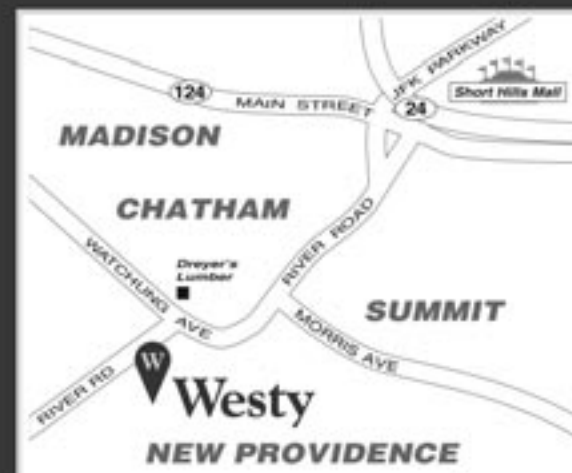 JFK PARKWAY
124
MAIN STREET
24
Short Hills Mall
MADISON
CHATHAM
RIVER ROAD
WATCHUNG AVE
Dreyer's
Lumber
SUMMIT
MORRIS AVE
W
RIVER RD
Westy
NEW PROVIDENCE